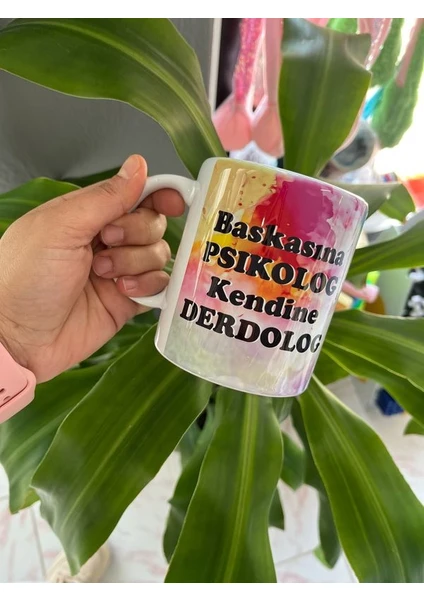 Baskasına
PSIKOLOG
Kendine
DERDOLOG